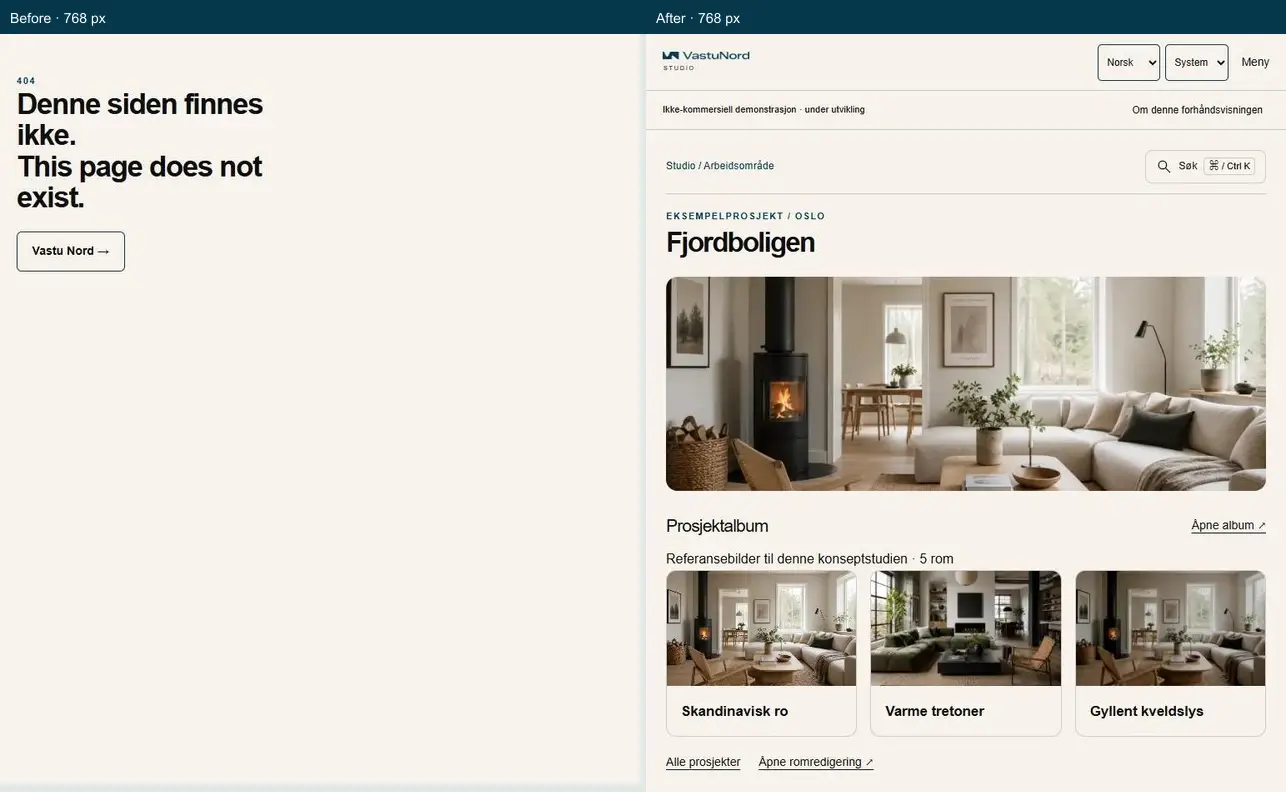 Before · 768 px
After · 768 px
404
Denne siden finnes
ikke.
This page does not
exist.
Vastu Nord →
VastuNord
STUDIO
Norsk
System
Meny
Ikke-kommersiell demonstrasjon · under utvikling
Om denne forhåndsvisningen
Studio / Arbeidsområde
Søk
⌘ / Ctrl K
EKSEMPELPROSJEKT / OSLO
Fjordboligen
Prosjektalbum
Åpne album ↗
Referansebilder til denne konseptstudien · 5 rom
Skandinavisk ro
Varme tretoner
Gyllent kveldslys
Alle prosjekter
Åpne romredigering ↗